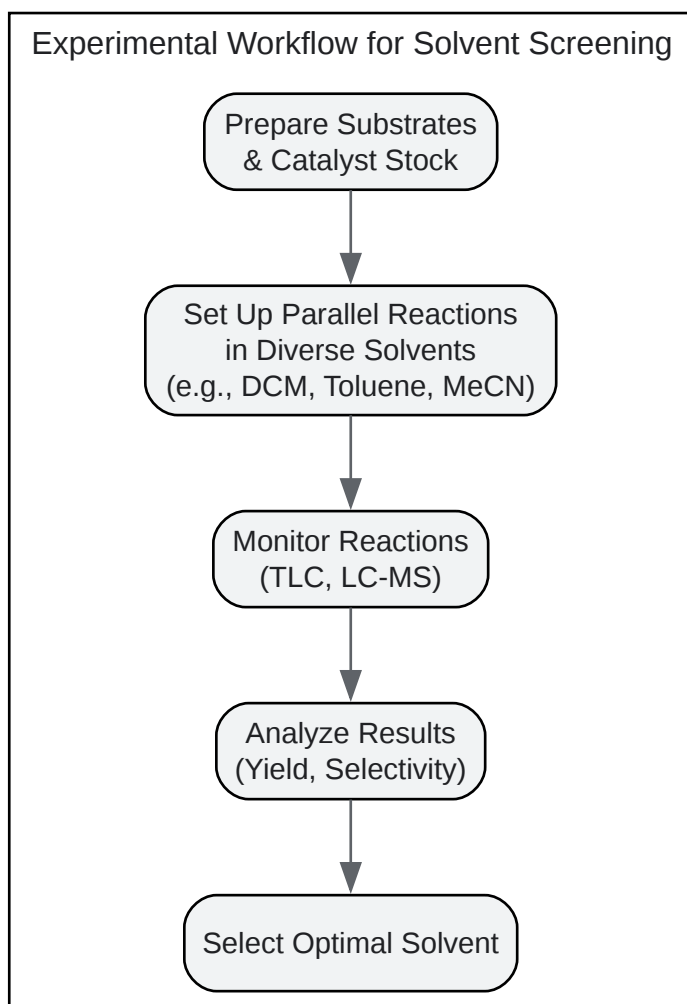 Experimental Workflow for Solvent Screening
Prepare Substrates
& Catalyst Stock
Set Up Parallel Reactions
in Diverse Solvents
(e.g., DCM, Toluene, MeCN)
Monitor Reactions
(TLC, LC-MS)
Analyze Results
(Yield, Selectivity)
Select Optimal Solvent